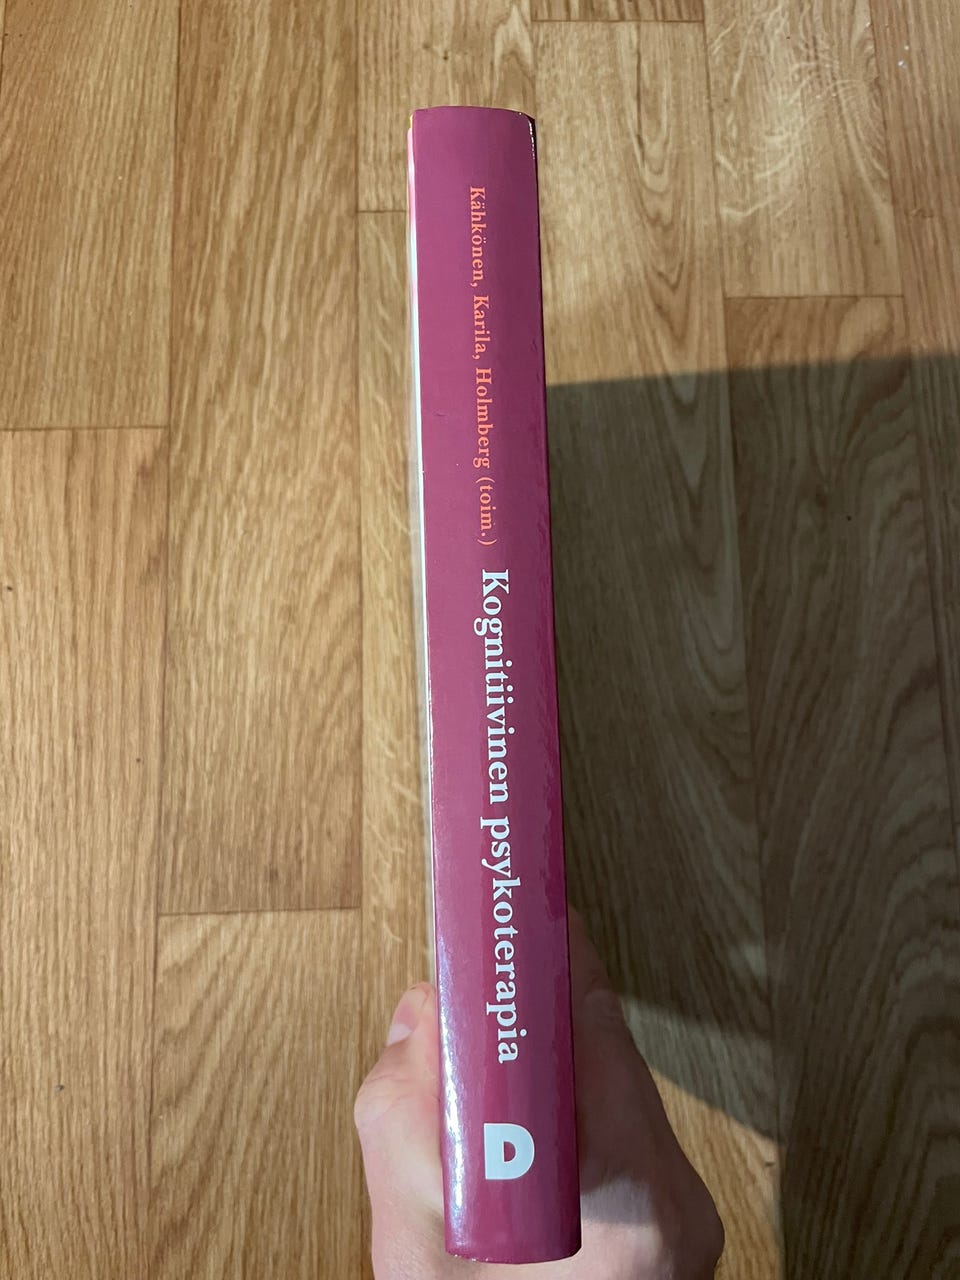 Kähkönen, Karila, Holmberg (toim.) Kognitiivinen psykoterapia
D